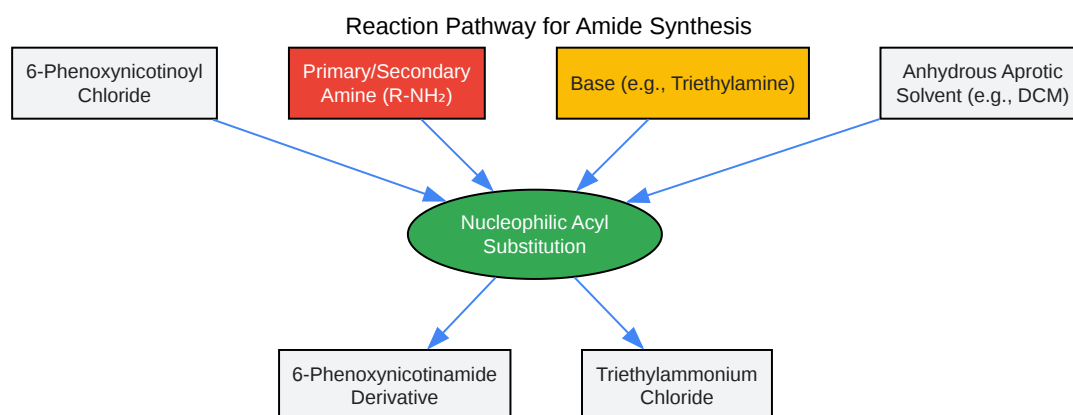 Reaction Pathway for Amide Synthesis
6-Phenoxynicotinoyl
Chloride
Primary/Secondary
Amine (R-NH₂)
Base (e.g., Triethylamine)
Anhydrous Aprotic
Solvent (e.g., DCM)
Nucleophilic Acyl
Substitution
6-Phenoxynicotinamide
Derivative
Triethylammonium
Chloride